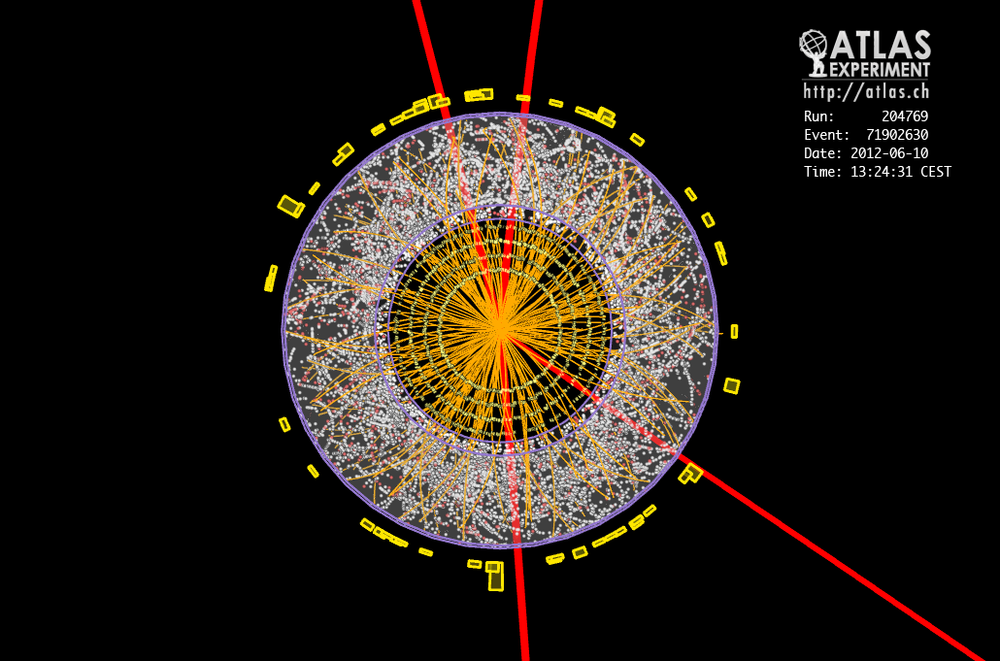 ATLAS
EXPERIMENT
http://atlas.ch
Run: 204769
Event: 71902630
Date: 2012-06-10
Time: 13:24:31 CEST